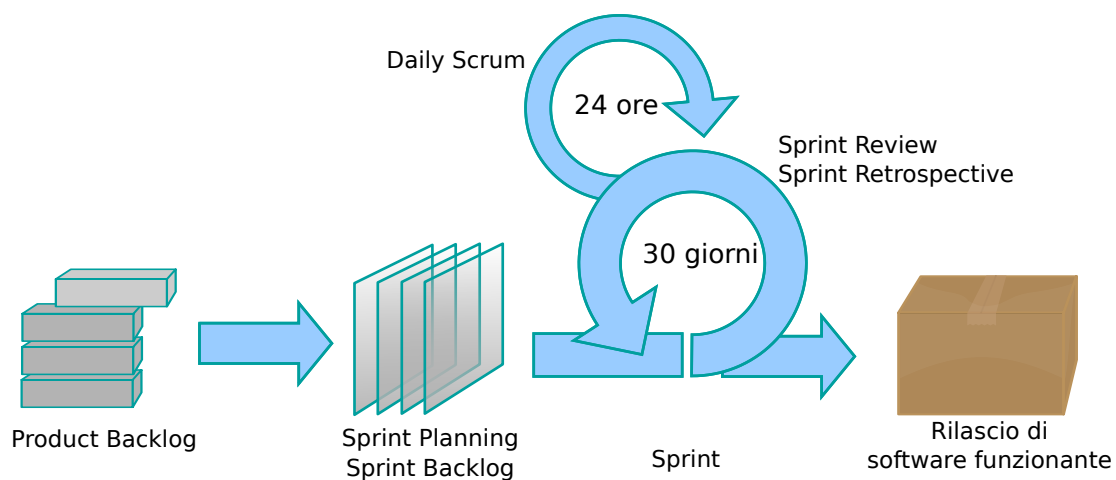 Daily Scrum
24 ore
Sprint Review
Sprint Retrospective
30 giorni
Product Backlog
Sprint Planning
Sprint Backlog
Sprint
Rilascio di
software funzionante